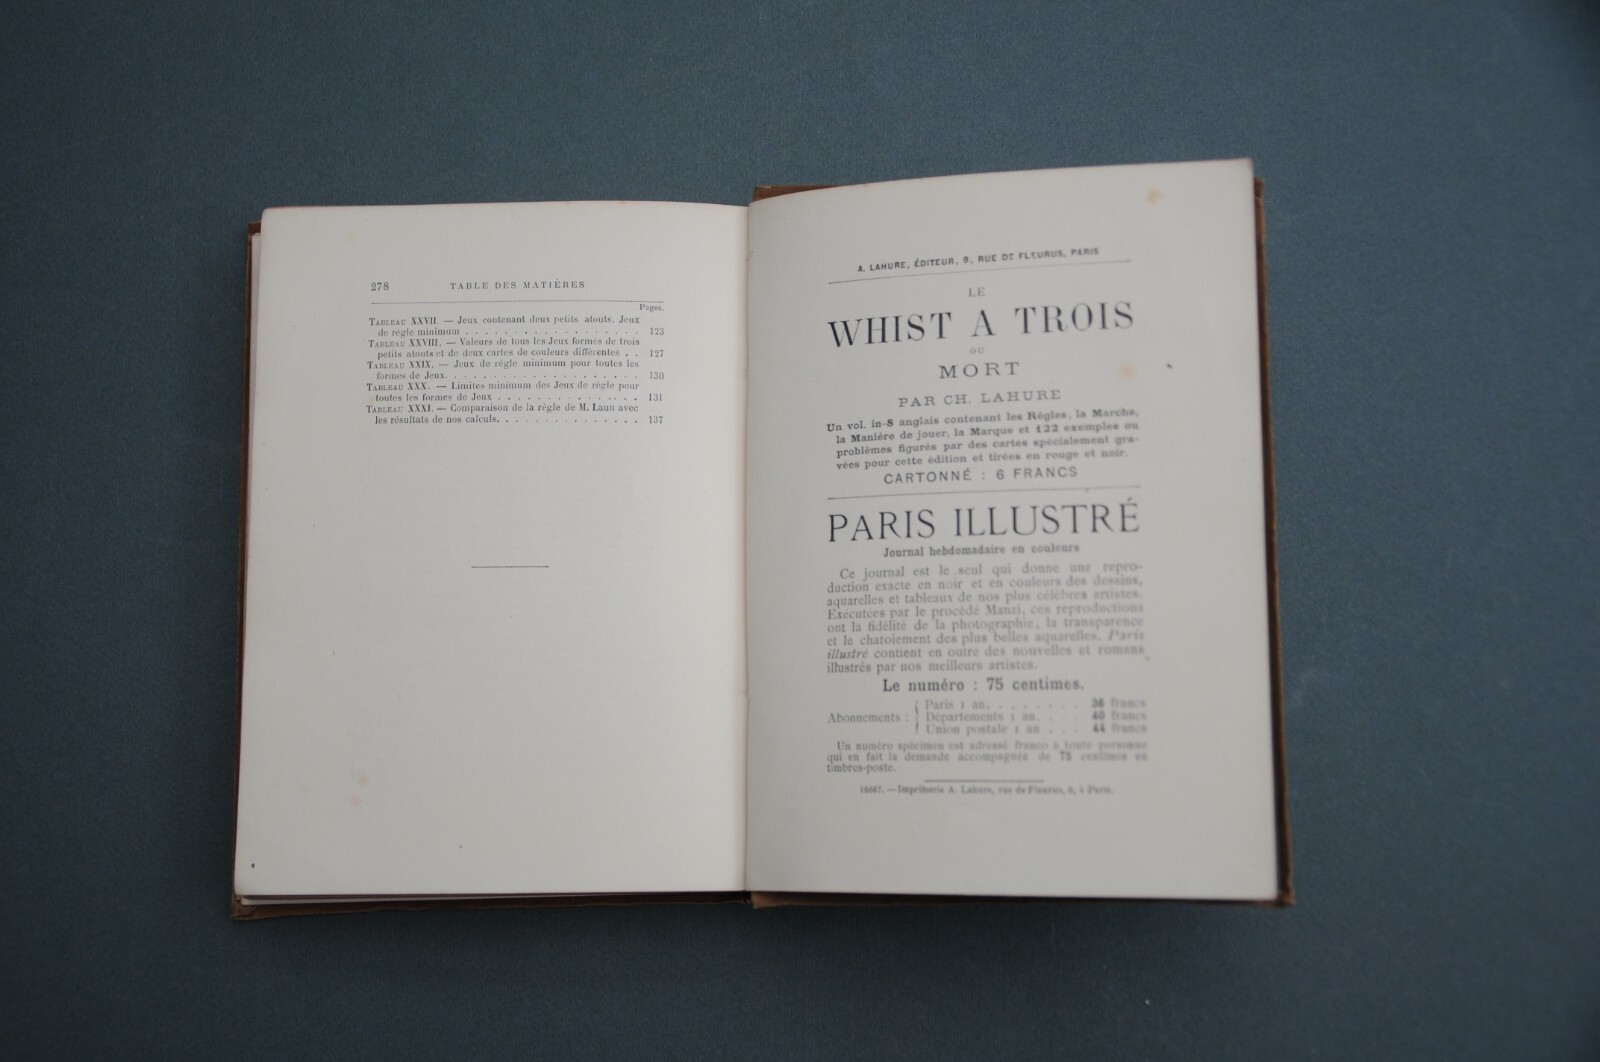 278 TABLE DES MATIÈRES
Pages.
TABLEAU XXVII. — Jeux contenant deux petits atouts. Jeux
de règle minimum . . . . . . . . . . . . . . . . . . 123
TABLEAU XXVIII. — Valeurs de tous les Jeux formés de trois
petits atouts et de deux cartes de couleurs différentes . . 127
TABLEAU XXIX. — Jeux de règle minimum pour toutes les
formes de Jeux. . . . . . . . . . . . . . . . . . . . 130
TABLEAU XXX. — Limites minimum des Jeux de règle pour
toutes les formes de Jeux . . . . . . . . . . . . . . . 131
TABLEAU XXXI. — Comparaison de la règle de M. Laun avec
les résultats de nos calculs. . . . . . . . . . . . . . . 137
A. LAHURE, ÉDITEUR, 9, RUE DE FLEURUS, PARIS
LE
WHIST A TROIS
OU
MORT
PAR CH. LAHURE
Un vol. in-8 anglais contenant les Règles, la Marche,
la Manière de jouer, la Marque et 122 exemples ou
problèmes figurés par des cartes spécialement gra-
vées pour cette édition et tirées en rouge et noir.
CARTONNÉ : 6 FRANCS
PARIS ILLUSTRÉ
Journal hebdomadaire en couleurs
Ce journal est le seul qui donne une repro-
duction exacte en noir et en couleurs des dessins,
aquarelles et tableaux de nos plus célèbres artistes.
Exécutées par le procédé Manzi, ces reproductions
ont la fidélité de la photographie, la transparence
et le chatoiement des plus belles aquarelles. Paris
illustré contient en outre des nouvelles et romans
illustrés par nos meilleurs artistes.
Le numéro : 75 centimes.
Paris 1 an. . . . . . . . 36 francs
Abonnements : Départements 1 an. . . . 40 francs
Union postale 1 an . . . 44 francs
Un numéro spécimen est adressé franco à toute personne
qui en fait la demande accompagnée de 75 centimes en
timbres-poste.
16667. — Imprimerie A. Lahure, rue de Fleurus, 9, à Paris.